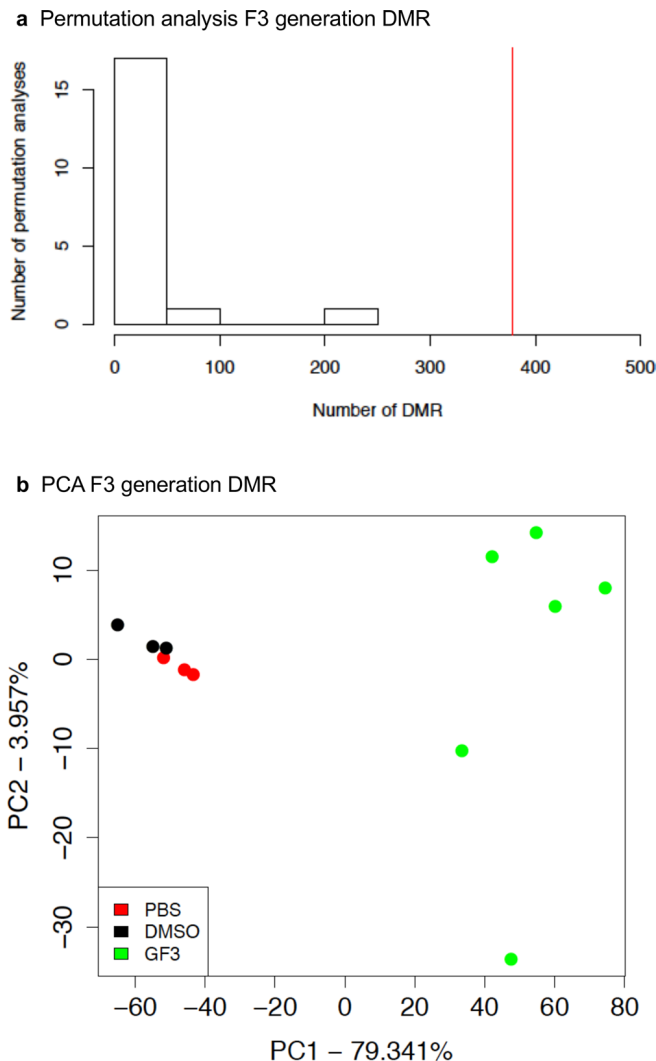 a Permutation analysis F3 generation DMR
Number of permutation analyses
15
10
5
0
0 100 200 300 400 500
Number of DMR
b PCA F3 generation DMR
PC2 – 3.957%
10
0
−10
−20
−30
PBS
DMSO
GF3
−60 −40 −20 0 20 40 60 80
PC1 – 79.341%